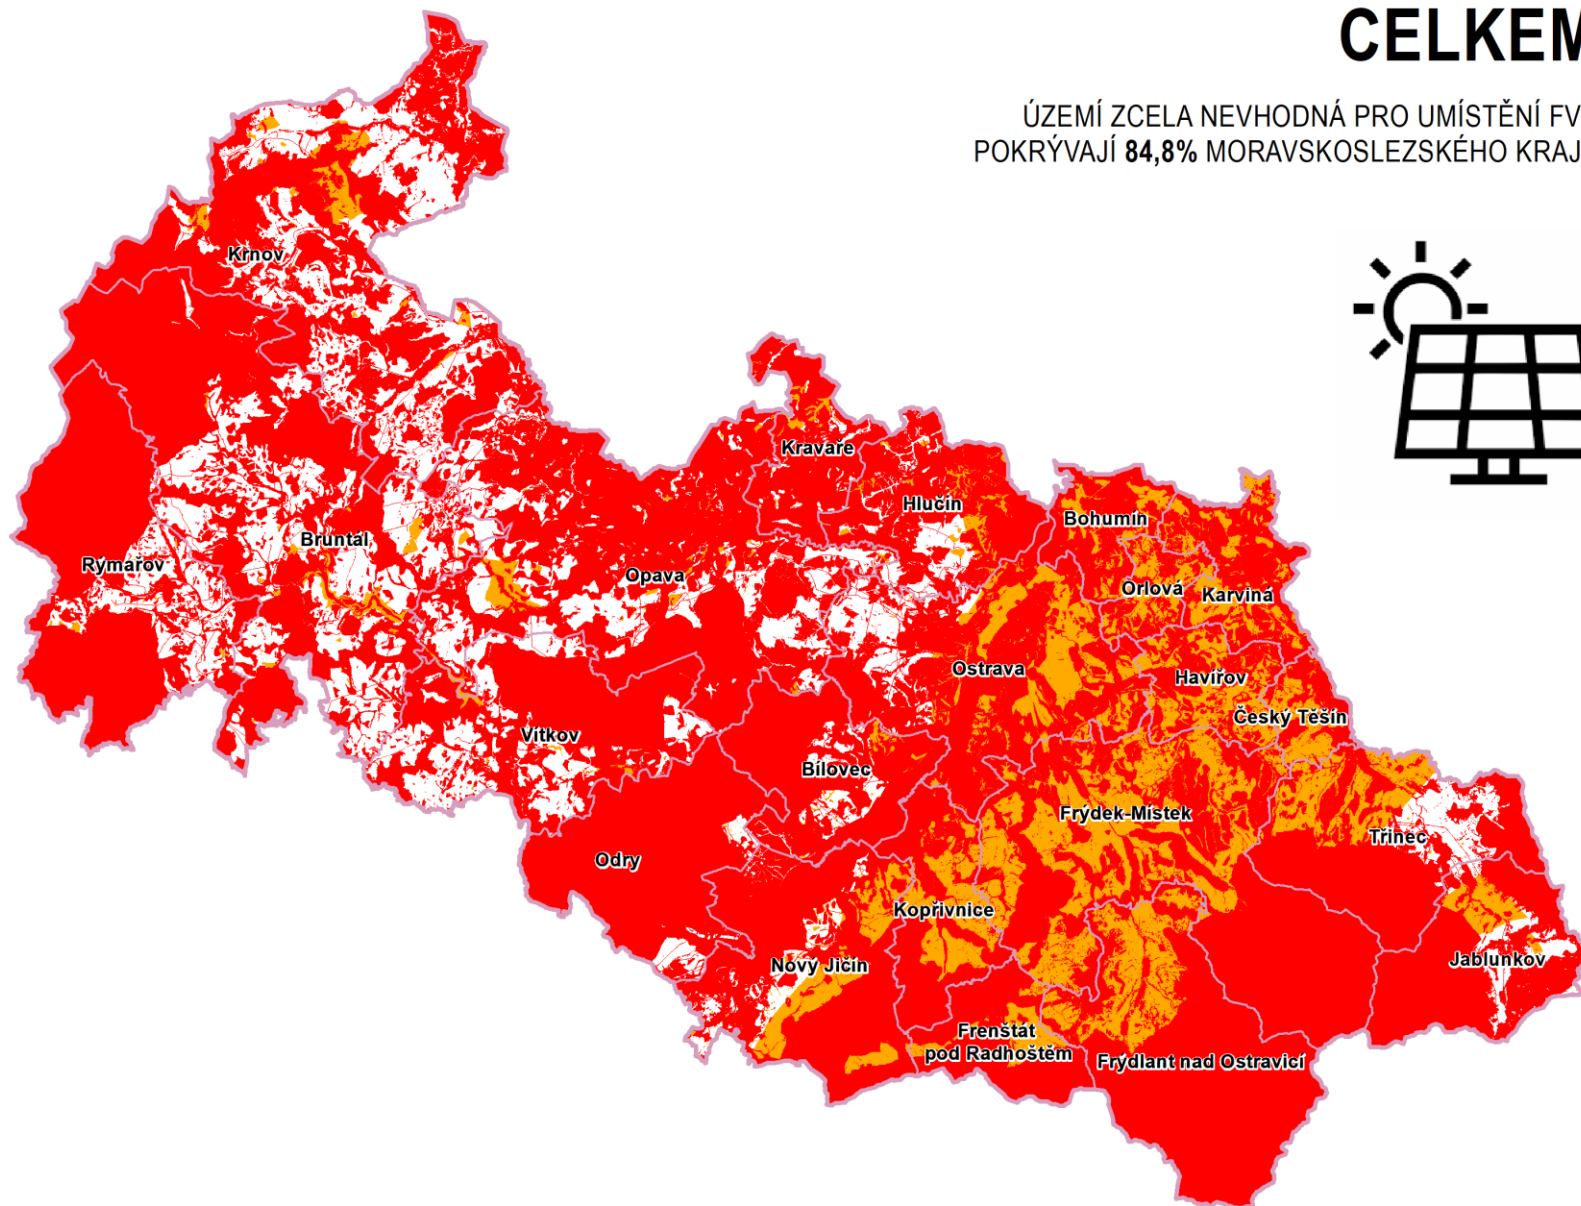 CELKEM
ÚZEMÍ ZCELA NEVHODNÁ PRO UMÍSTĚNÍ FV
POKRÝVAJÍ 84,8% MORAVSKOSLEZSKÉHO KRAJ
Krnov
Kravaře
Hlučín
Bohumín
Bruntál
Rýmařov
Opava
Orlová
Karviná
Ostrava
Havířov
Český Těšín
Vítkov
Bílovec
Frýdek-Místek
Třinec
Odry
Kopřivnice
Nový Jičín
Jablunkov
Frenštát
pod Radhoštěm
Frýdlant nad Ostravicí